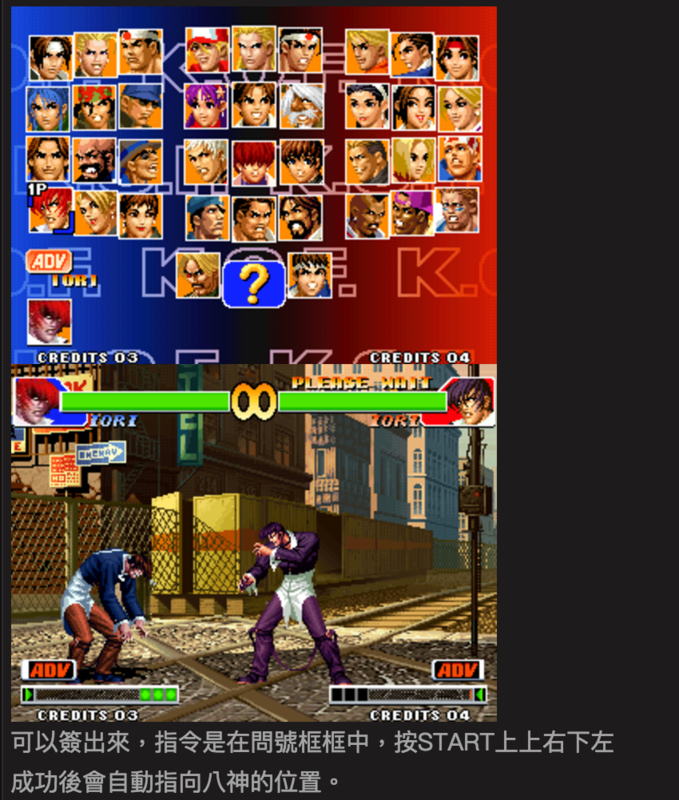 K.O.F. K.O.F.
1P
ADV
IORI
?
CREDITS 03
CREDITS 04
PLEASE WAIT
IORI
IORI
ADV
ADV
CREDITS 03
CREDITS 04
可以簽出來，指令是在問號框框中，按START上上右下左
成功後會自動指向八神的位置。